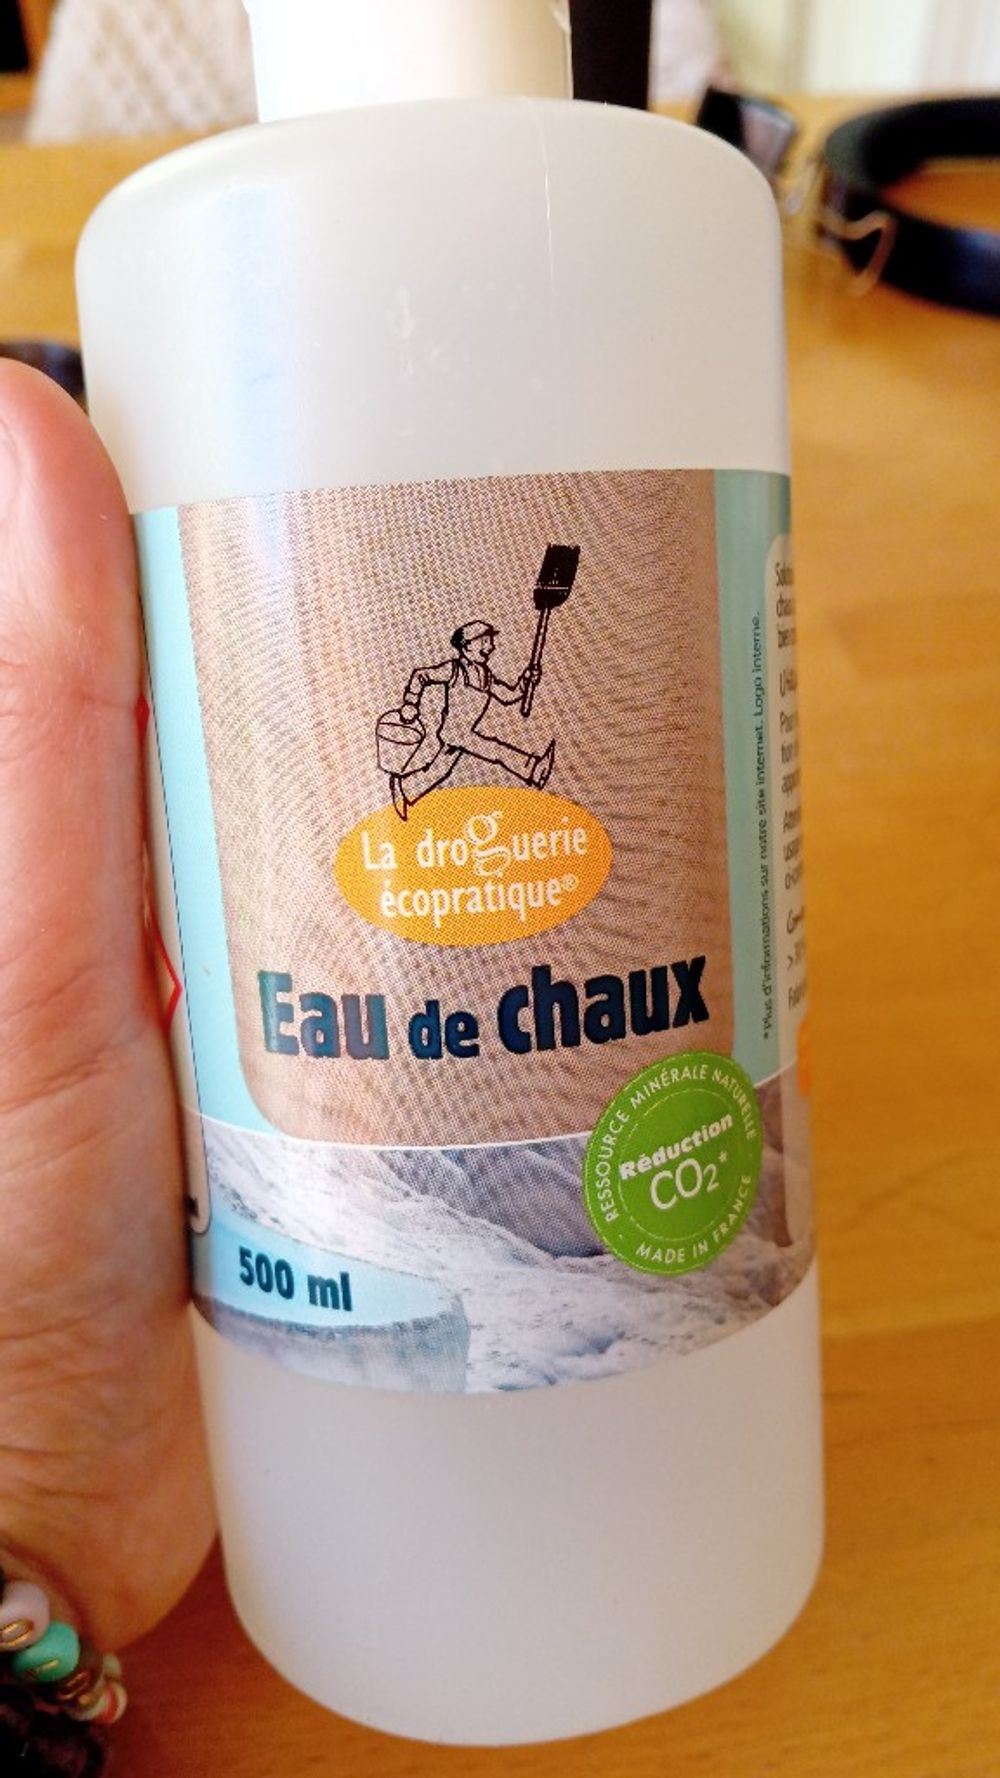 La droguerie
écopratique®
Eau de chaux
RESSOURCE MINÉRALE NATURELLE
Réduction
CO2*
MADE IN FRANCE
500 ml
*Plus d'informations sur notre site internet. Logo interne.